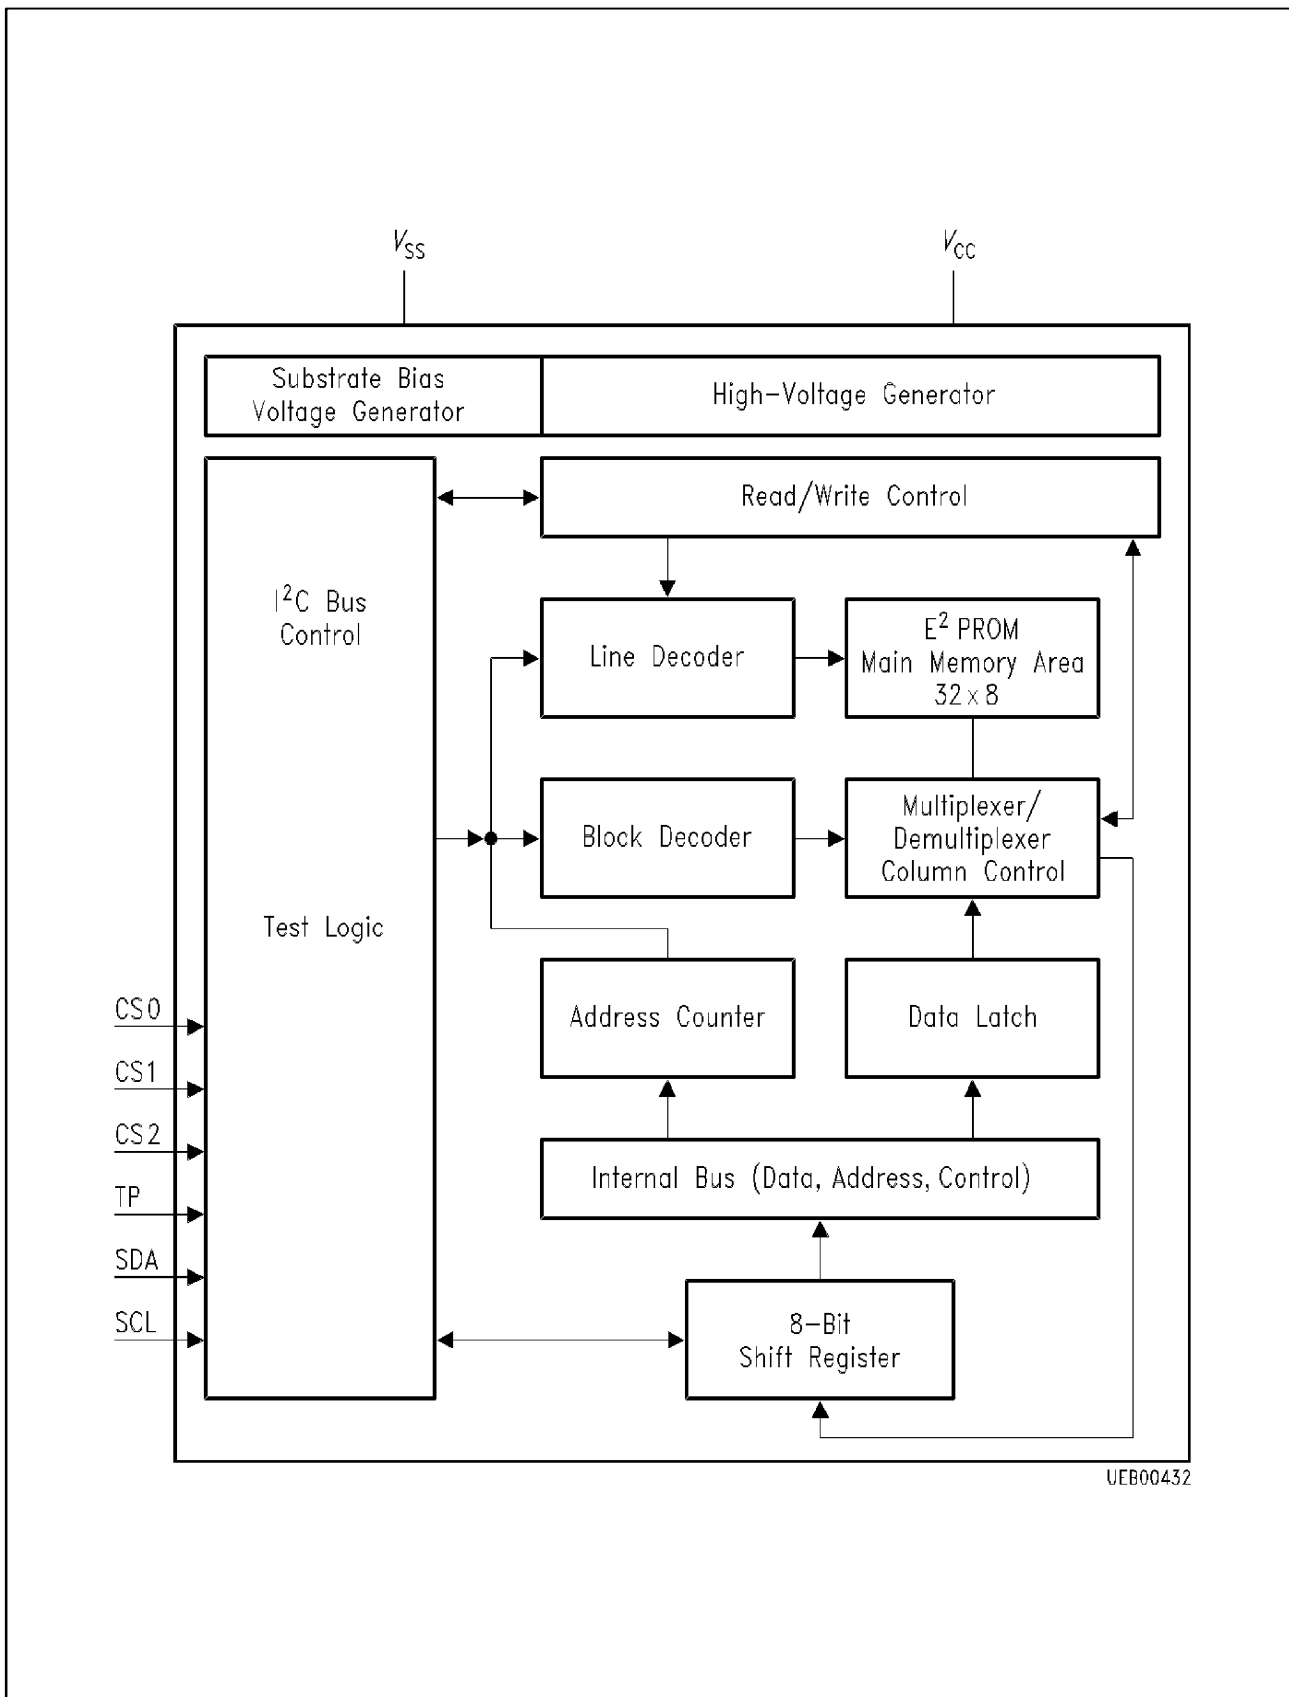 V_SS
V_CC
Substrate Bias
Voltage Generator
High-Voltage Generator
Read/Write Control
I²C Bus
Control
Line Decoder
E² PROM
Main Memory Area
32×8
Block Decoder
Multiplexer/
Demultiplexer
Column Control
Test Logic
Address Counter
Data Latch
CS0
CS1
CS2
TP
SDA
SCL
Internal Bus (Data, Address, Control)
8-Bit
Shift Register
UEB00432